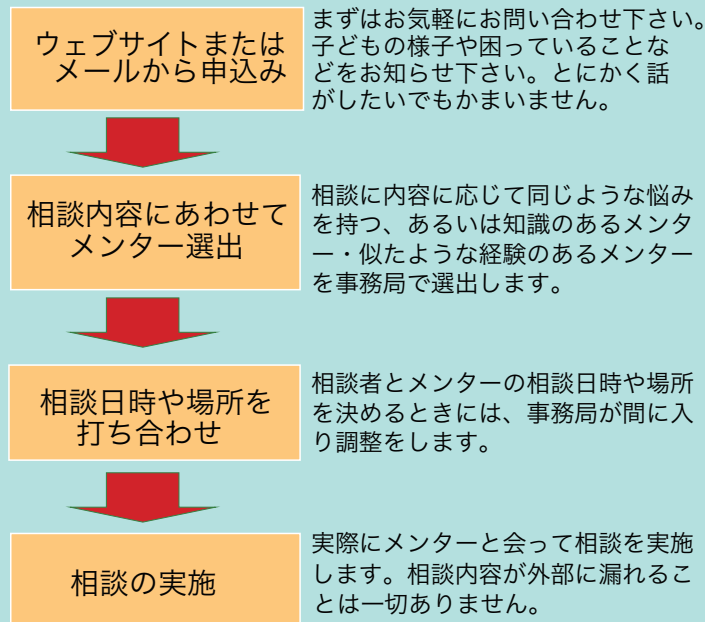 ウェブサイトまたは
メールから申込み
まずはお気軽にお問い合わせ下さい。
子どもの様子や困っていることな
どをお知らせ下さい。とにかく話
がしたいでもかまいません。
相談内容にあわせて
メンター選出
相談に内容に応じて同じような悩み
を持つ、あるいは知識のあるメンタ
ー・似たような経験のあるメンター
を事務局で選出します。
相談日時や場所を
打ち合わせ
相談者とメンターの相談日時や場所
を決めるときには、事務局が間に入
り調整をします。
相談の実施
実際にメンターと会って相談を実施
します。相談内容が外部に漏れるこ
とは一切ありません。